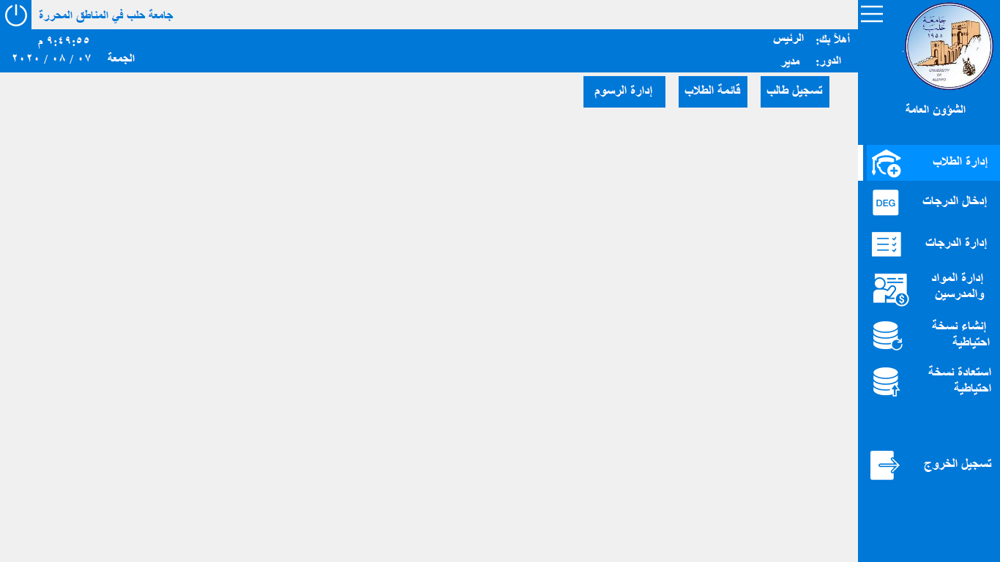 جامعة حلب في المناطق المحررة
أهلاً بك: الرئيس
٩:٤٩:٥٥ م
الدور: مدير
الجمعة ٠٧ / ٠٨ / ٢٠٢٠
جامعة
حلب
١٩٥٨
UNIVERSITY
OF
ALEPPO
الشؤون العامة
تسجيل طالب
قائمة الطلاب
إدارة الرسوم
إدارة الطلاب
إدخال الدرجات
DEG
إدارة الدرجات
إدارة المواد
والمدرسين
$
إنشاء نسخة
احتياطية
استعادة نسخة
احتياطية
تسجيل الخروج